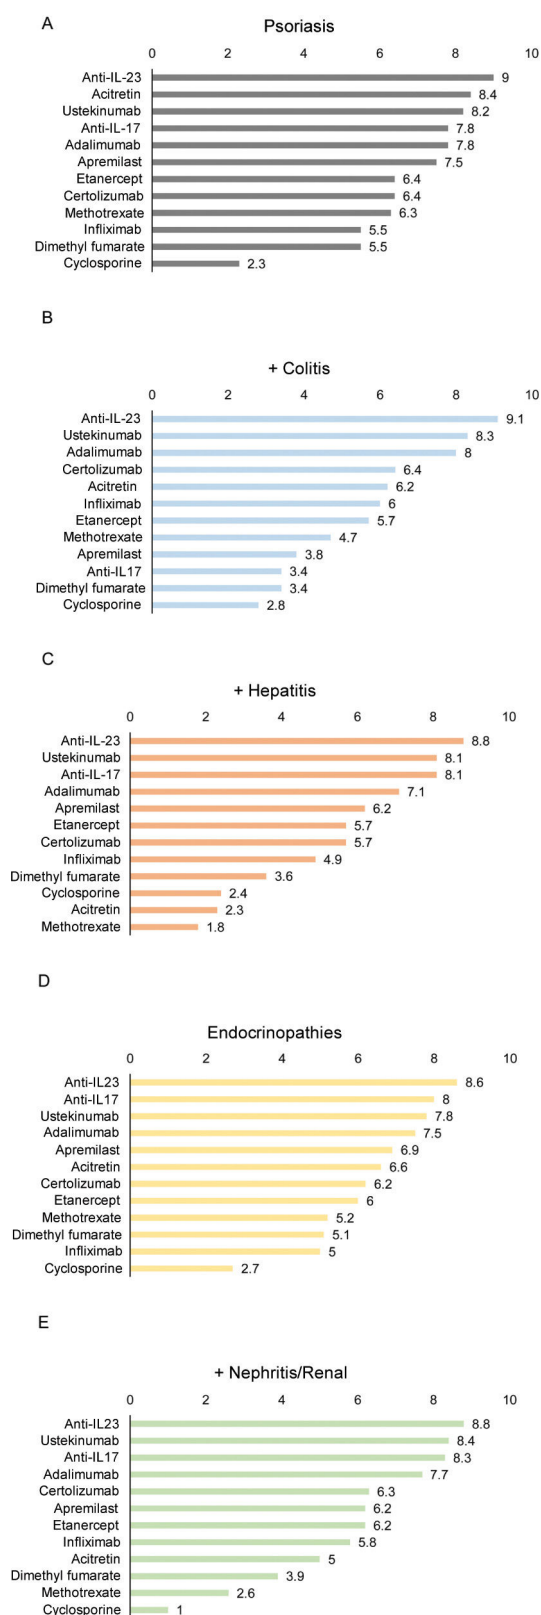 A
Psoriasis
0 2 4 6 8 10
Anti-IL-23 9
Acitretin 8.4
Ustekinumab 8.2
Anti-IL-17 7.8
Adalimumab 7.8
Apremilast 7.5
Etanercept 6.4
Certolizumab 6.4
Methotrexate 6.3
Infliximab 5.5
Dimethyl fumarate 5.5
Cyclosporine 2.3
B
+ Colitis
0 2 4 6 8 10
Anti-IL-23 9.1
Ustekinumab 8.3
Adalimumab 8
Certolizumab 6.4
Acitretin 6.2
Infliximab 6
Etanercept 5.7
Methotrexate 4.7
Apremilast 3.8
Anti-IL17 3.4
Dimethyl fumarate 3.4
Cyclosporine 2.8
C
+ Hepatitis
0 2 4 6 8 10
Anti-IL-23 8.8
Ustekinumab 8.1
Anti-IL-17 8.1
Adalimumab 7.1
Apremilast 6.2
Etanercept 5.7
Certolizumab 5.7
Infliximab 4.9
Dimethyl fumarate 3.6
Cyclosporine 2.4
Acitretin 2.3
Methotrexate 1.8
D
Endocrinopathies
0 2 4 6 8 10
Anti-IL23 8.6
Anti-IL17 8
Ustekinumab 7.8
Adalimumab 7.5
Apremilast 6.9
Acitretin 6.6
Certolizumab 6.2
Etanercept 6
Methotrexate 5.2
Dimethyl fumarate 5.1
Infliximab 5
Cyclosporine 2.7
E
+ Nephritis/Renal
0 2 4 6 8 10
Anti-IL23 8.8
Ustekinumab 8.4
Anti-IL17 8.3
Adalimumab 7.7
Certolizumab 6.3
Apremilast 6.2
Etanercept 6.2
Infliximab 5.8
Acitretin 5
Dimethyl fumarate 3.9
Methotrexate 2.6
Cyclosporine 1